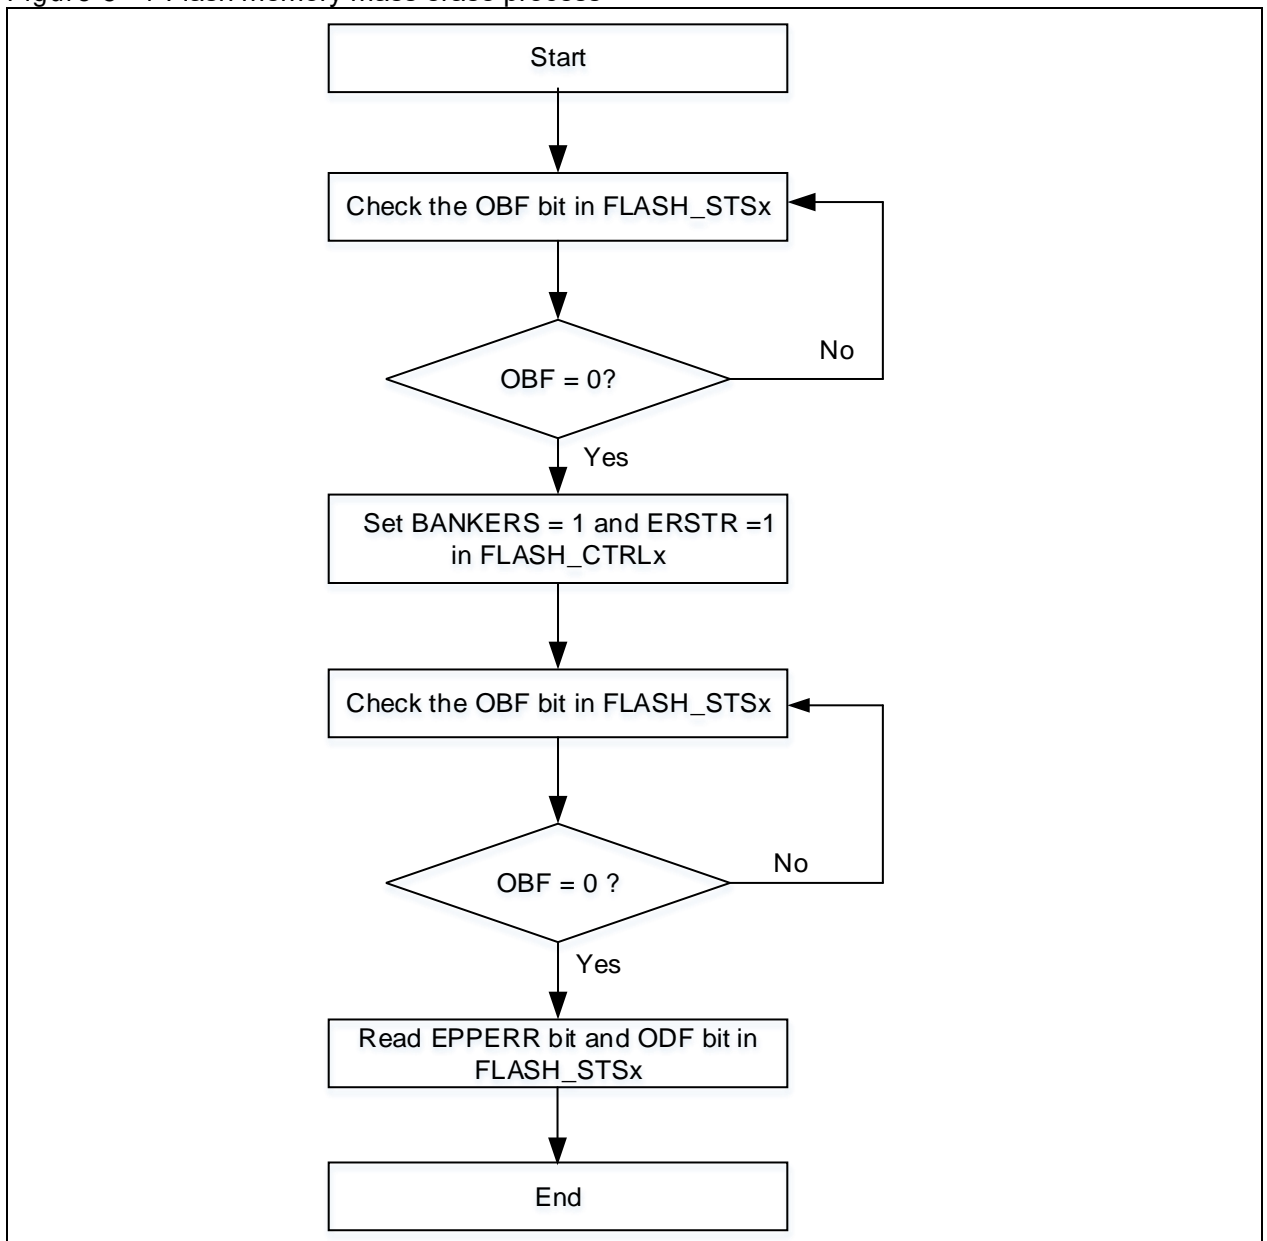 Start
Check the OBF bit in FLASH_STSx
No
OBF = 0?
Yes
Set BANKERS = 1 and ERSTR =1
in FLASH_CTRLx
Check the OBF bit in FLASH_STSx
No
OBF = 0 ?
Yes
Read EPPERR bit and ODF bit in
FLASH_STSx
End